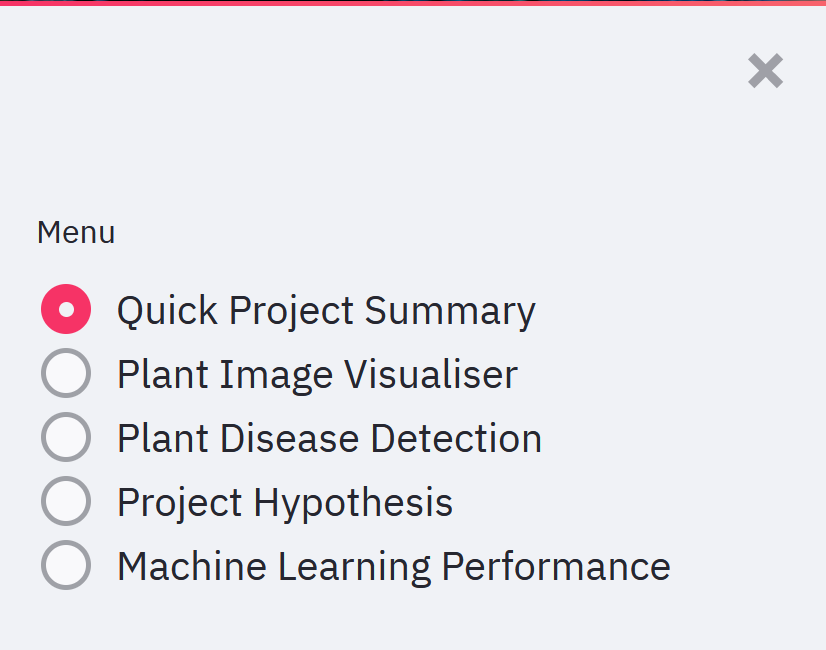 Menu
Quick Project Summary
Plant Image Visualiser
Plant Disease Detection
Project Hypothesis
Machine Learning Performance